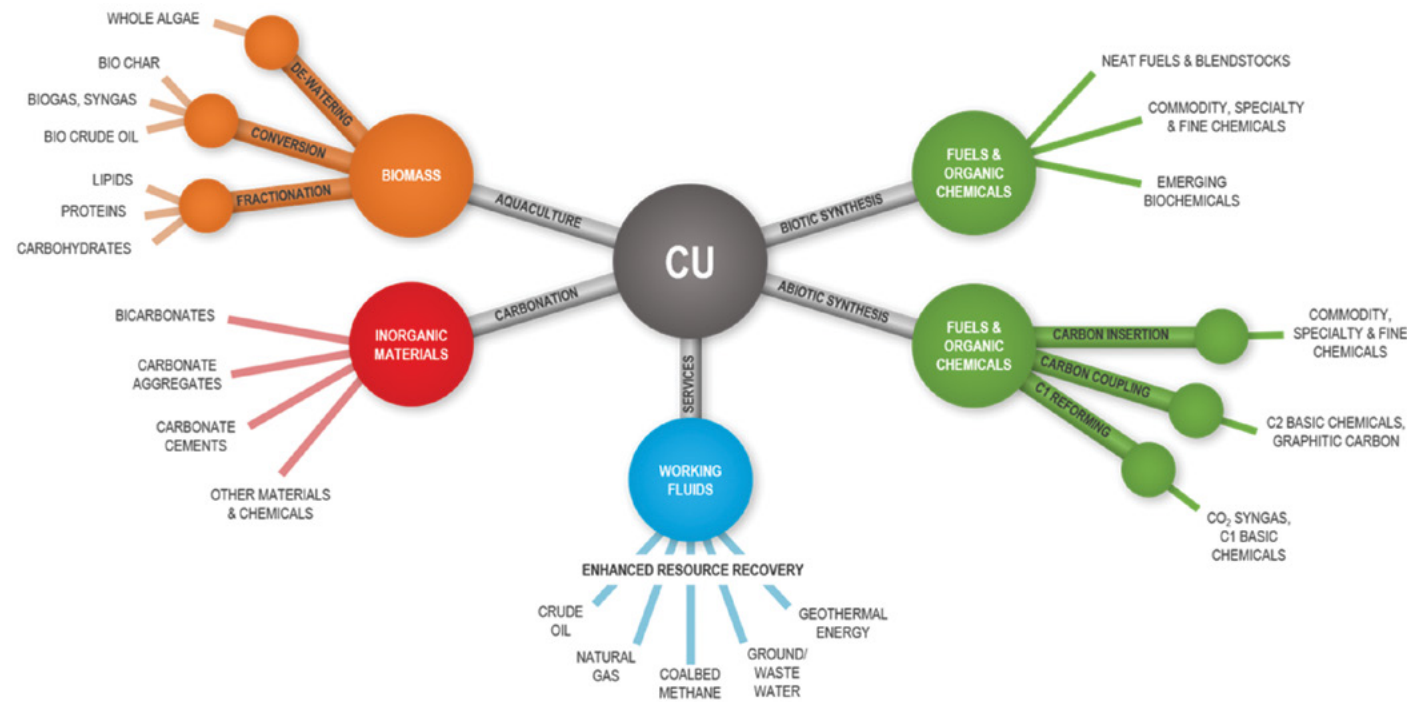 WHOLE ALGAE
BIO CHAR
BIOGAS, SYNGAS
BIO CRUDE OIL
LIPIDS
PROTEINS
CARBOHYDRATES
DE-WATERING
CONVERSION
FRACTIONATION
BIOMASS
AQUACULTURE
CU
BIOTIC SYNTHESIS
FUELS &
ORGANIC
CHEMICALS
NEAT FUELS & BLENDSTOCKS
COMMODITY, SPECIALTY
& FINE CHEMICALS
EMERGING
BIOCHEMICALS
BICARBONATES
CARBONATE
AGGREGATES
CARBONATE
CEMENTS
OTHER MATERIALS
& CHEMICALS
INORGANIC
MATERIALS
CARBONATION
ABIOTIC SYNTHESIS
FUELS &
ORGANIC
CHEMICALS
CARBON INSERTION
CARBON COUPLING
C1 REFORMING
COMMODITY,
SPECIALTY & FINE
CHEMICALS
C2 BASIC CHEMICALS,
GRAPHITIC CARBON
CO₂ SYNGAS,
C1 BASIC
CHEMICALS
SERVICES
WORKING
FLUIDS
ENHANCED RESOURCE RECOVERY
CRUDE
OIL
NATURAL
GAS
COALBED
METHANE
GROUND/
WASTE
WATER
GEOTHERMAL
ENERGY